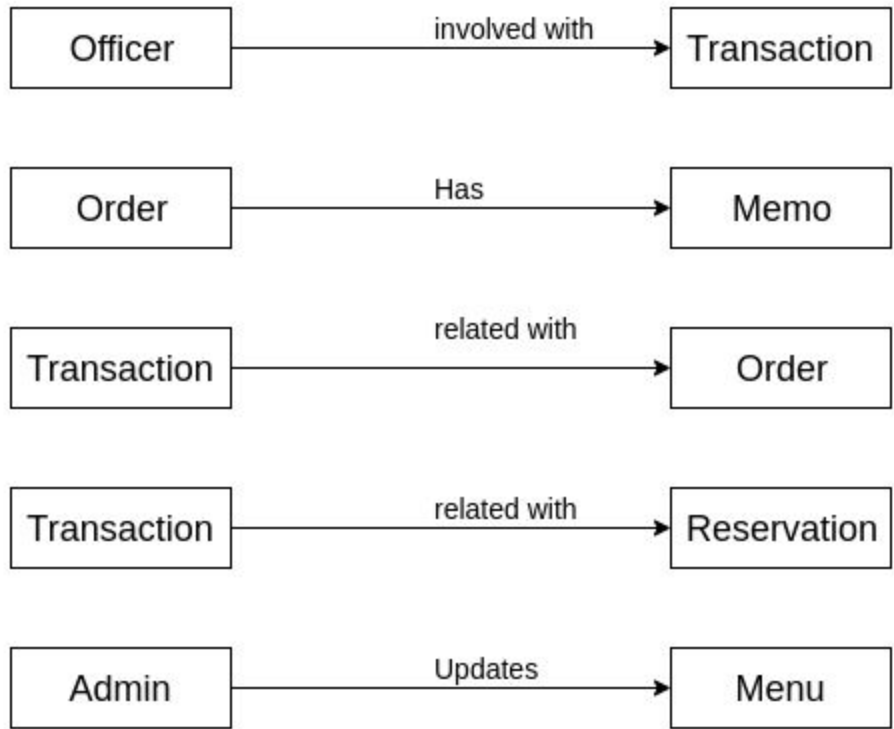 Officer involved with Transaction
Order Has Memo
Transaction related with Order
Transaction related with Reservation
Admin Updates Menu